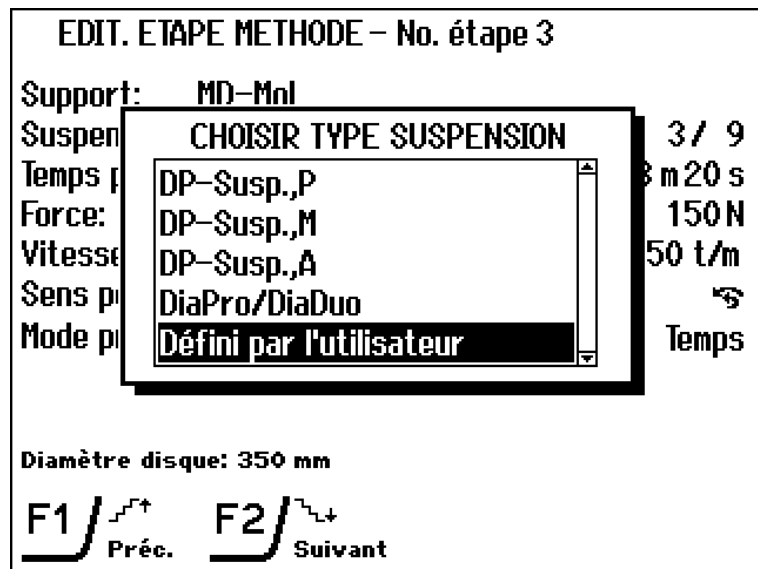 EDIT. ETAPE METHODE – No. étape 3
Support: MD–Mnl
Suspen 3/ 9
CHOISIR TYPE SUSPENSION
Temps p m 20 s
DP–Susp.,P
Force: 150 N
DP–Susp.,M
Vitesse 50 t/m
DP–Susp.,A
Sens p
DiaPro/DiaDuo
Mode p Temps
Défini par l'utilisateur
Diamètre disque: 350 mm
F1 Préc.
F2 Suivant